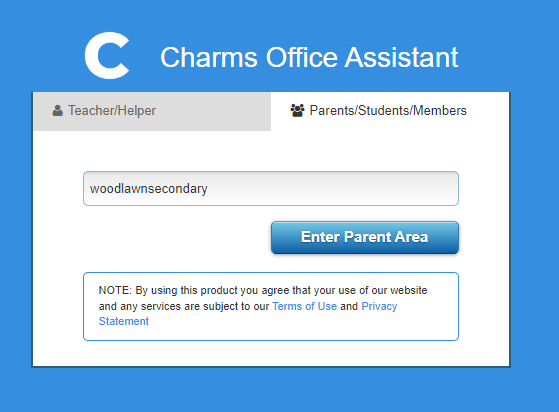 C Charms Office Assistant
Teacher/Helper
Parents/Students/Members
woodlawnsecondary
Enter Parent Area
NOTE: By using this product you agree that your use of our website
and any services are subject to our Terms of Use and Privacy
Statement